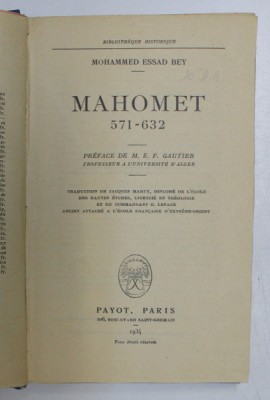 BIBLIOTHÈQUE HISTORIQUE
MOHAMMED ESSAD BEY
MAHOMET
571-632
PRÉFACE DE M. E. F. GAUTIER
PROFESSEUR A L'UNIVERSITÉ D'ALGER
TRADUCTION DE JACQUES MARTY, DIPLOMÉ DE L'ÉCOLE
DES HAUTES ÉTUDES, LICENCIÉ EN THÉOLOGIE
ET DU COMMANDANT G. LEPAGE
ANCIEN ATTACHÉ A L'ÉCOLE FRANÇAISE D'EXTRÊME-ORIENT
PAYOT, PARIS
106, BOULEVARD SAINT-GERMAIN
1934
Tous droits réservés